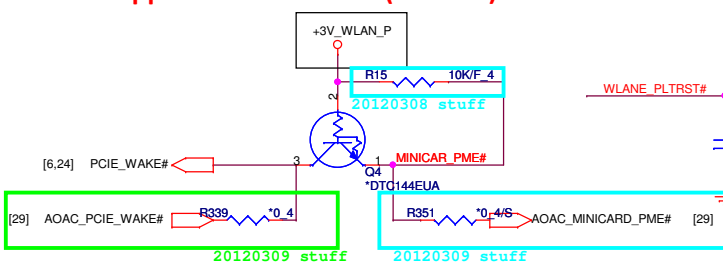 +3V_WLAN_P
R15 10K/F_4
20120308 stuff
WLANE_PLTRST#
2
[6,24] PCIE_WAKE#
3
1
MINICAR_PME#
Q4
*DTC144EUA
[29] AOAC_PCIE_WAKE#
R339 *0_4
20120309 stuff
R351 *0_4/S
AOAC_MINICARD_PME# [29]
20120309 stuff